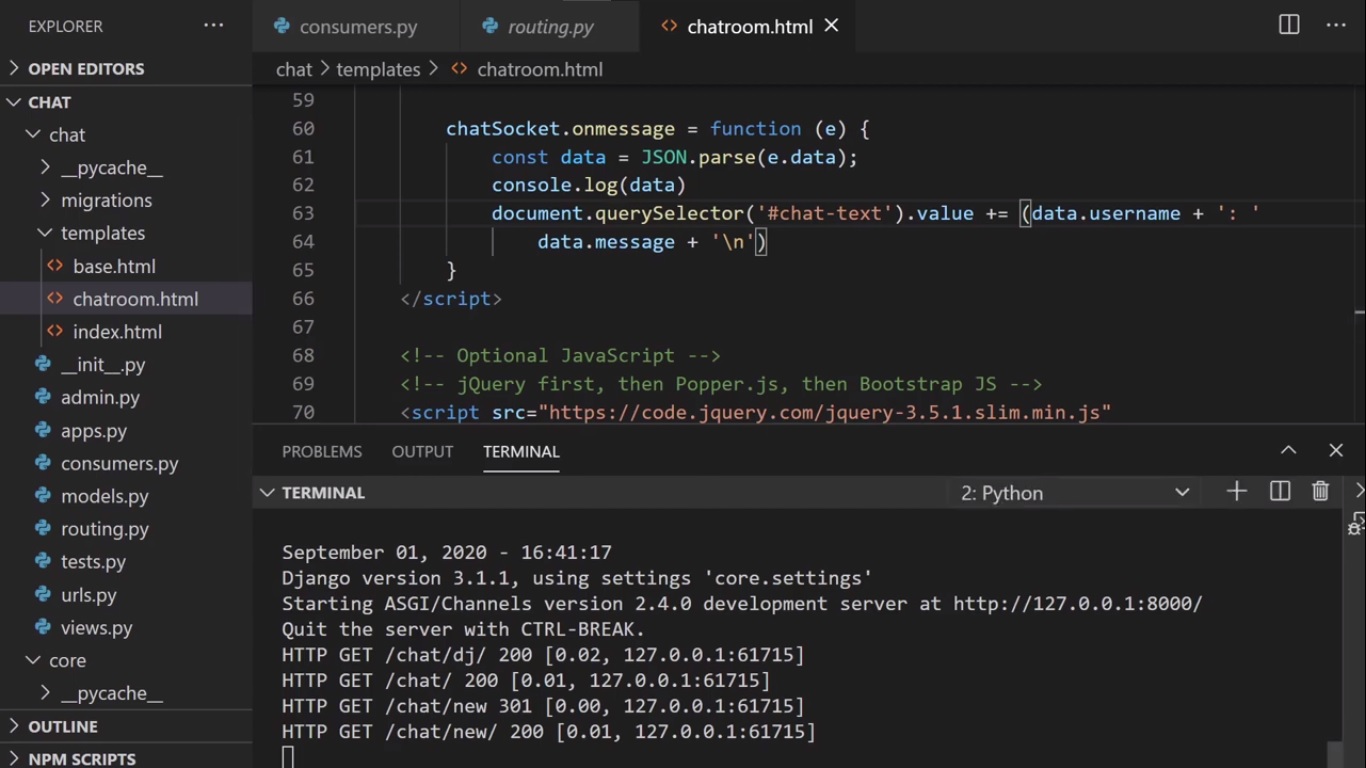 EXPLORER
OPEN EDITORS
CHAT
chat
__pycache__
migrations
templates
base.html
chatroom.html
index.html
__init__.py
admin.py
apps.py
consumers.py
models.py
routing.py
tests.py
urls.py
views.py
core
__pycache__
OUTLINE
NPM SCRIPTS
consumers.py routing.py chatroom.html
chat > templates > chatroom.html
59
60 chatSocket.onmessage = function (e) {
61 const data = JSON.parse(e.data);
62 console.log(data)
63 document.querySelector('#chat-text').value += (data.username + ': '
64 data.message + '\n')
65 }
66 </script>
67
68 <!-- Optional JavaScript -->
69 <!-- jQuery first, then Popper.js, then Bootstrap JS -->
70 <script src="https://code.jquery.com/jquery-3.5.1.slim.min.js"
PROBLEMS OUTPUT TERMINAL
TERMINAL 2: Python
September 01, 2020 - 16:41:17
Django version 3.1.1, using settings 'core.settings'
Starting ASGI/Channels version 2.4.0 development server at http://127.0.0.1:8000/
Quit the server with CTRL-BREAK.
HTTP GET /chat/dj/ 200 [0.02, 127.0.0.1:61715]
HTTP GET /chat/ 200 [0.01, 127.0.0.1:61715]
HTTP GET /chat/new 301 [0.00, 127.0.0.1:61715]
HTTP GET /chat/new/ 200 [0.01, 127.0.0.1:61715]